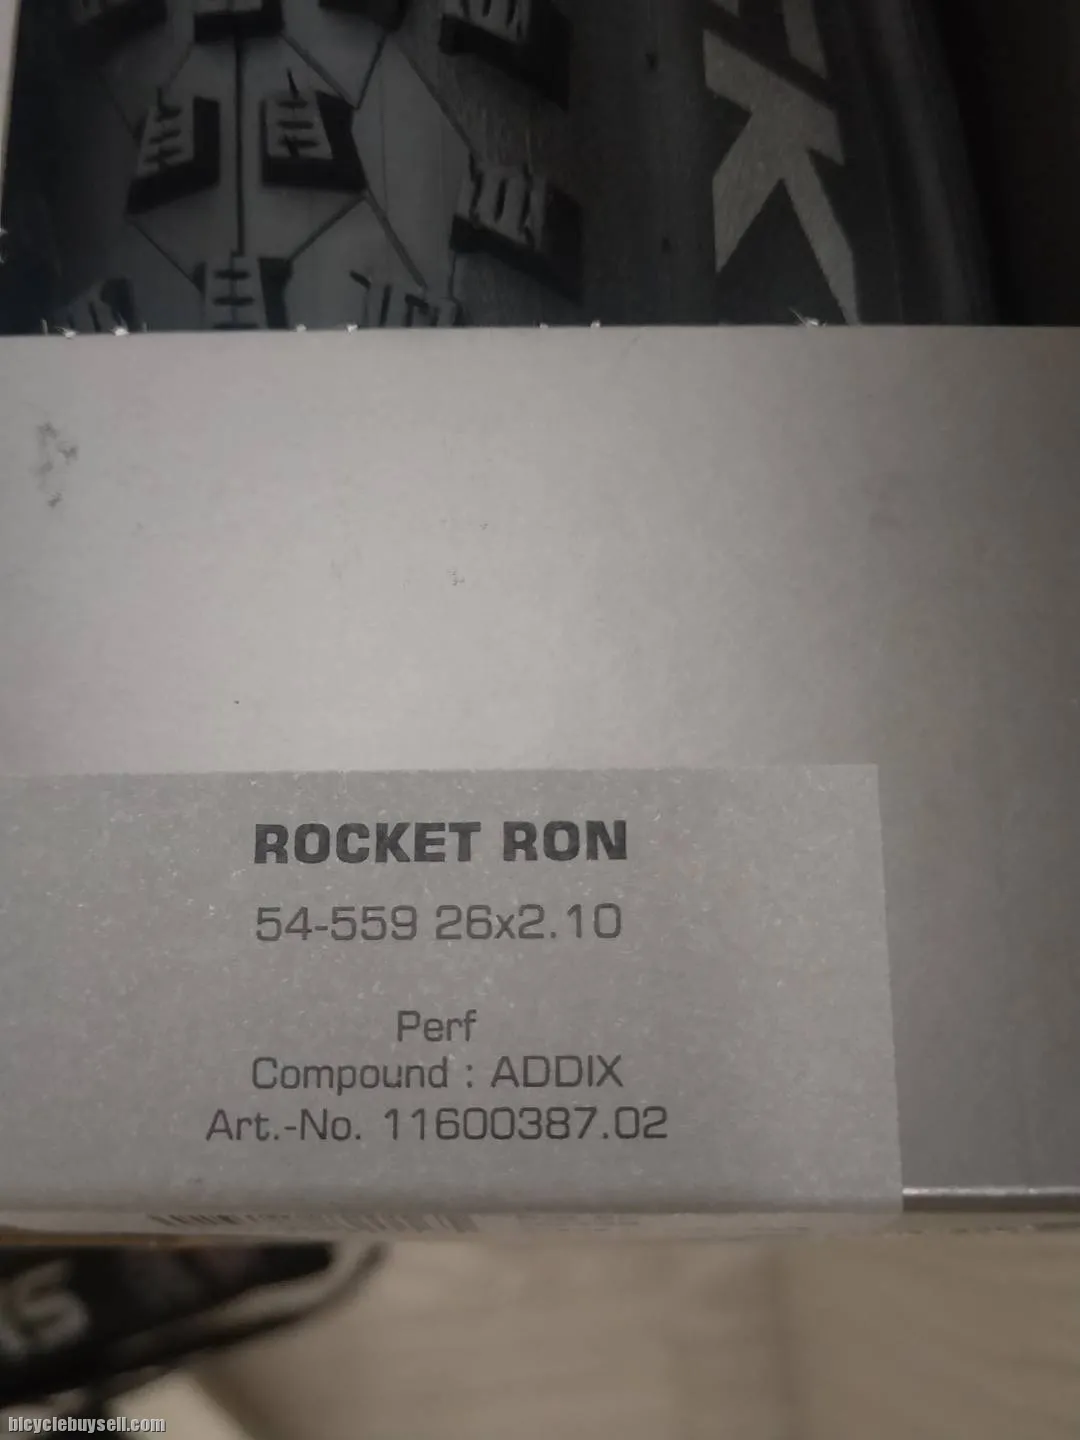 ROCKET RON
54-559 26x2.10
Perf
Compound : ADDIX
Art.-No. 11600387.02
bicyclebuysell.com